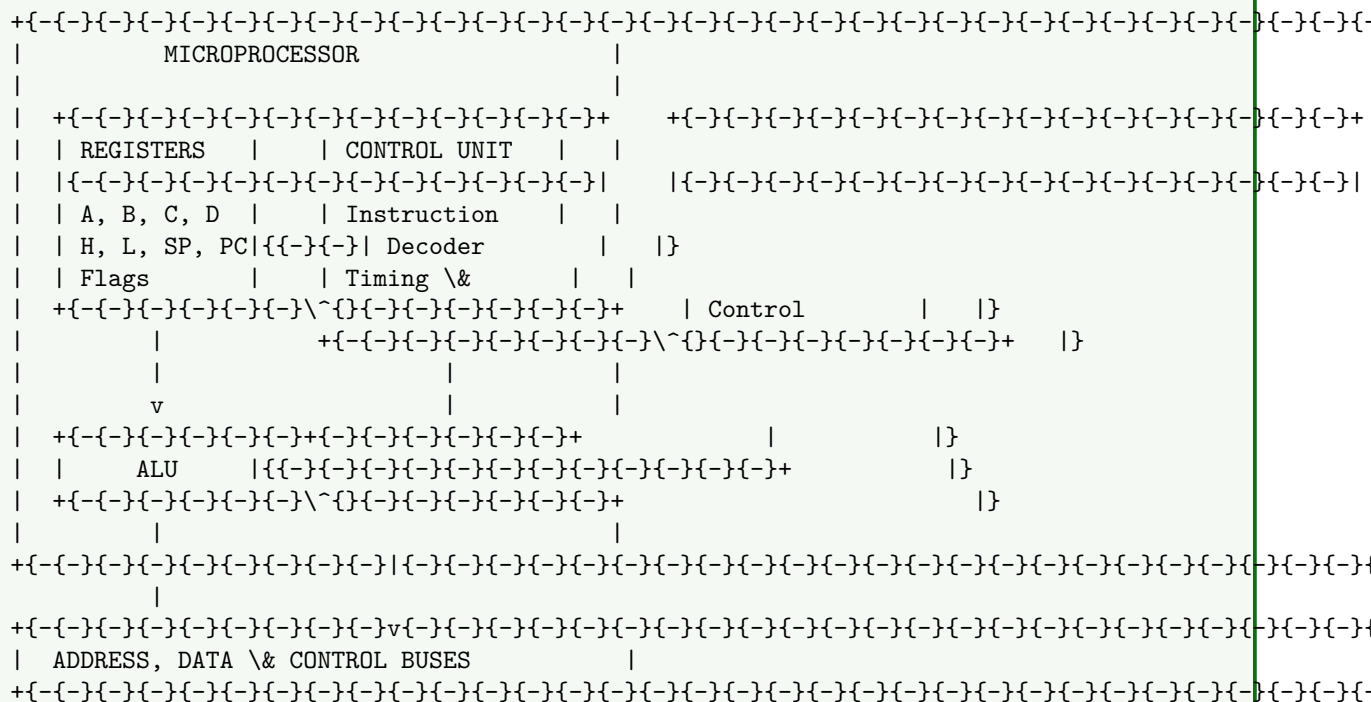 +{-{-}{-}{-}{-}{-}{-}{-}{-}{-}{-}{-}{-}{-}{-}{-}{-}{-}{-}{-}{-}{-}{-}{-}{-}{-}{-}{-}{-}{-}{-}{-}{-
| MICROPROCESSOR |
| |
| +{-{-}{-}{-}{-}{-}{-}{-}{-}{-}{-}{-}{-}+ +{-}{-}{-}{-}{-}{-}{-}{-}{-}{-}{-}{-}{-}{-}{-}{-}+
| | REGISTERS | | CONTROL UNIT | |
| |{-{-}{-}{-}{-}{-}{-}{-}{-}{-}{-}{-}{-}| |{-}{-}{-}{-}{-}{-}{-}{-}{-}{-}{-}{-}{-}{-}{-}{-}|
| | A, B, C, D | | Instruction | |
| | H, L, SP, PC|{{-}{-}| Decoder | |}
| | Flags | | Timing \& | |
| +{-{-}{-}{-}{-}{-}\^{}{-}{-}{-}{-}{-}{-}+ | Control | |}
| | +{-{-}{-}{-}{-}{-}{-}{-}\^{}{-}{-}{-}{-}{-}{-}{-}+ |}
| | | |
| v | |
| +{-{-}{-}{-}{-}{-}+{-}{-}{-}{-}{-}{-}+ | |}
| | ALU |{{-}{-}{-}{-}{-}{-}{-}{-}{-}{-}{-}{-}+ |}
| +{-{-}{-}{-}{-}{-}\^{}{-}{-}{-}{-}{-}{-}+ |}
| | |
+{-{-}{-}{-}{-}{-}{-}{-}{-}|{-}{-}{-}{-}{-}{-}{-}{-}{-}{-}{-}{-}{-}{-}{-}{-}{-}{-}{-}{-}{-}{-}{-}{
|
+{-{-}{-}{-}{-}{-}{-}{-}{-}v{-}{-}{-}{-}{-}{-}{-}{-}{-}{-}{-}{-}{-}{-}{-}{-}{-}{-}{-}{-}{-}{-}{-}{
| ADDRESS, DATA \& CONTROL BUSES |
+{-{-}{-}{-}{-}{-}{-}{-}{-}{-}{-}{-}{-}{-}{-}{-}{-}{-}{-}{-}{-}{-}{-}{-}{-}{-}{-}{-}{-}{-}{-}{-}{-